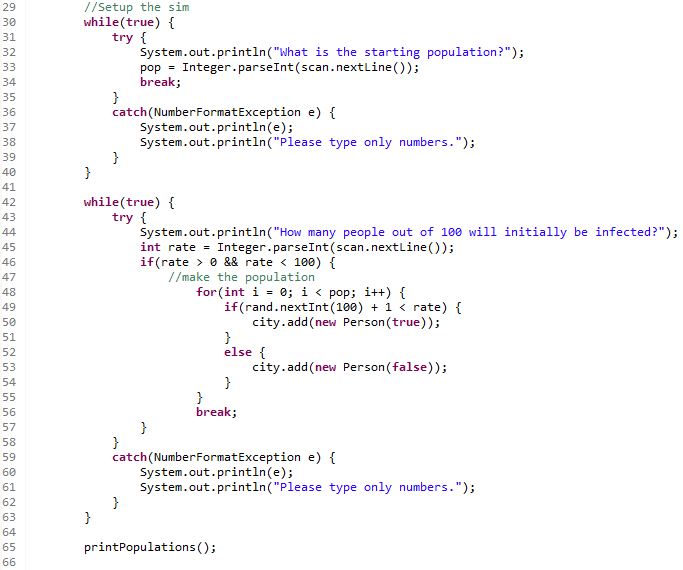 29 //Setup the sim
30 while(true) {
31 try {
32 System.out.println("What is the starting population?");
33 pop = Integer.parseInt(scan.nextLine());
34 break;
35 }
36 catch(NumberFormatException e) {
37 System.out.println(e);
38 System.out.println("Please type only numbers.");
39 }
40 }
41
42 while(true) {
43 try {
44 System.out.println("How many people out of 100 will initially be infected?");
45 int rate = Integer.parseInt(scan.nextLine());
46 if(rate > 0 && rate < 100) {
47 //make the population
48 for(int i = 0; i < pop; i++) {
49 if(rand.nextInt(100) + 1 < rate) {
50 city.add(new Person(true));
51 }
52 else {
53 city.add(new Person(false));
54 }
55 }
56 break;
57 }
58 }
59 catch(NumberFormatException e) {
60 System.out.println(e);
61 System.out.println("Please type only numbers.");
62 }
63 }
64
65 printPopulations();
66